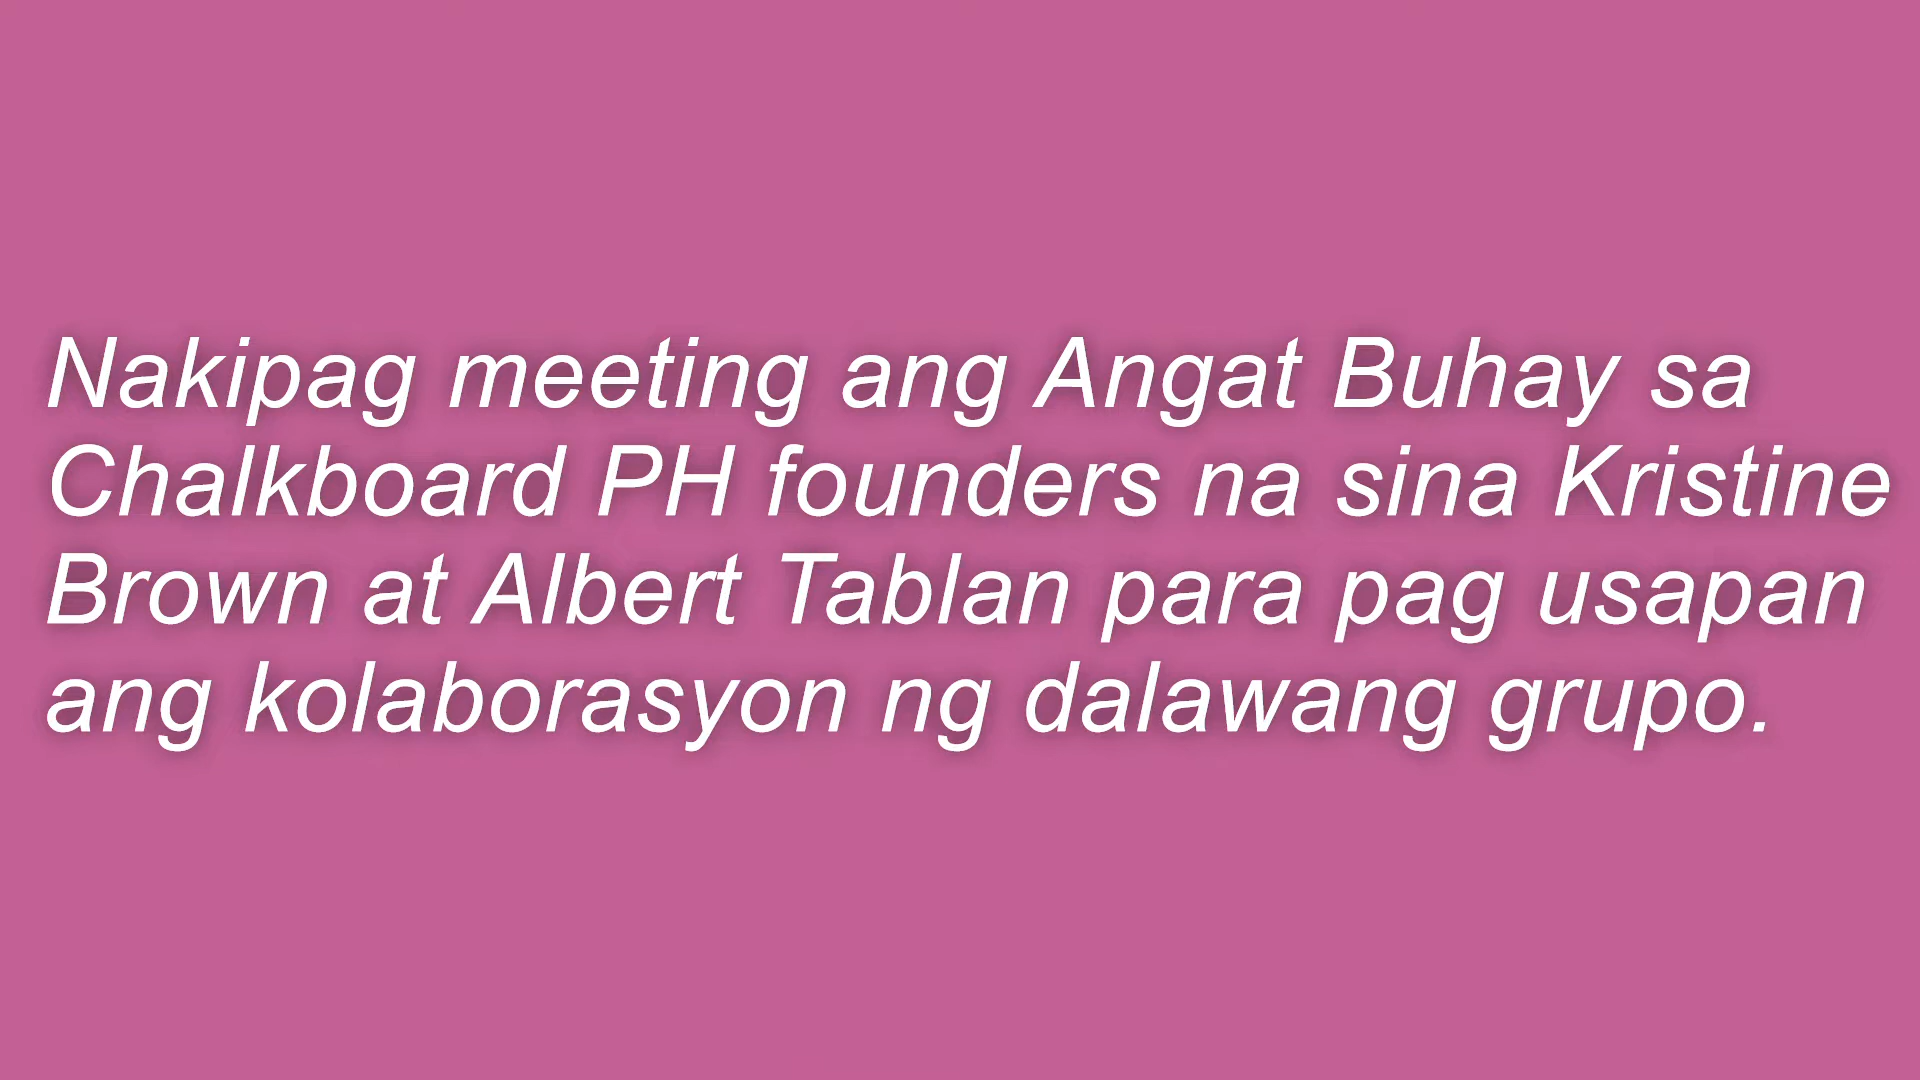 Nakipag meeting ang Angat Buhay sa
Chalkboard PH founders na sina Kristine
Brown at Albert Tablan para pag usapan
ang kolaborasyon ng dalawang grupo.